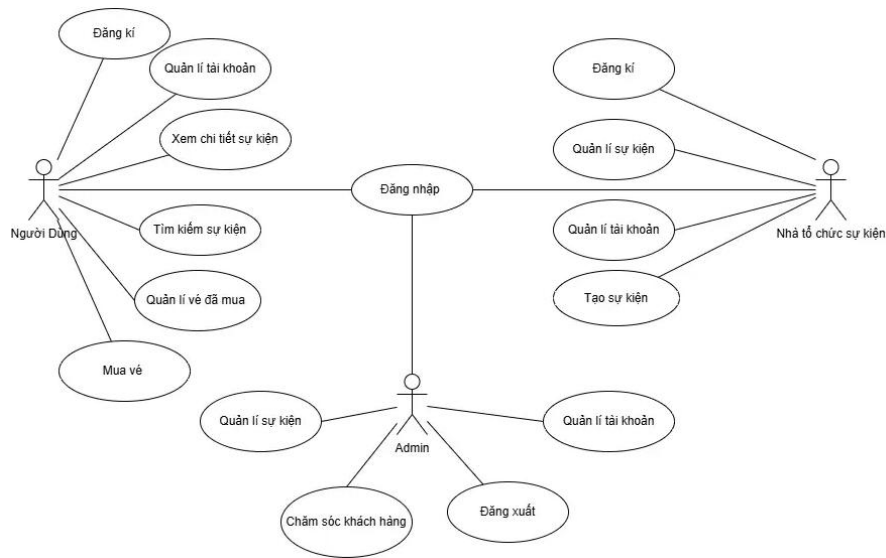 Đăng kí
Quản lí tài khoản
Đăng kí
Xem chi tiết sự kiện
Quản lí sự kiện
Đăng nhập
Người Dùng
Tìm kiếm sự kiện
Quản lí tài khoản
Nhà tổ chức sự kiện
Quản lí vé đã mua
Tạo sự kiện
Mua vé
Quản lí sự kiện
Quản lí tài khoản
Admin
Chăm sóc khách hàng
Đăng xuất